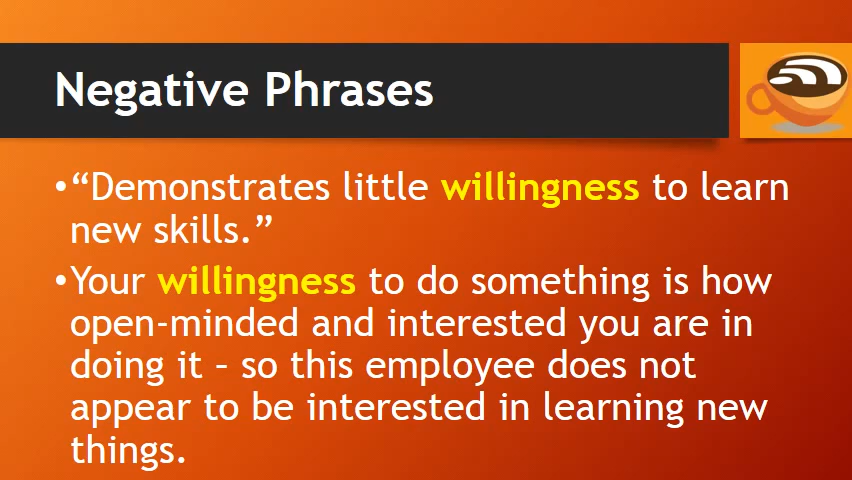 Negative Phrases
•“Demonstrates little willingness to learn
new skills.”
•Your willingness to do something is how
open-minded and interested you are in
doing it – so this employee does not
appear to be interested in learning new
things.